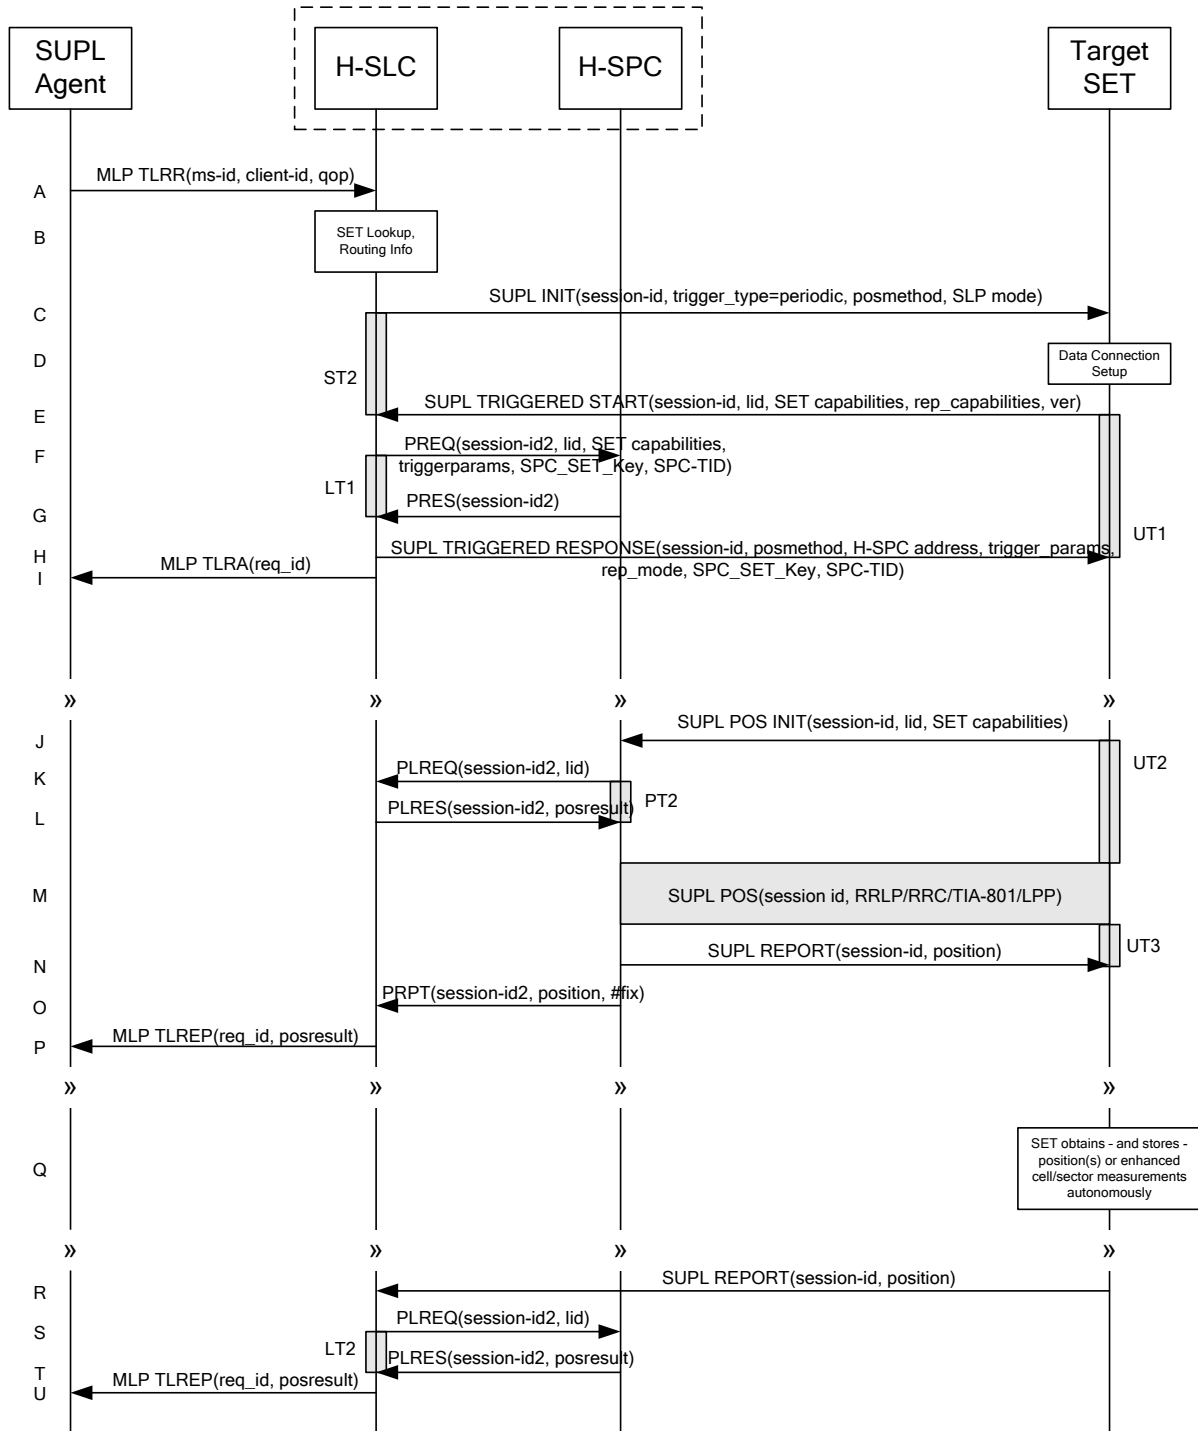 SUPL
Agent
H-SLC
H-SPC
Target
SET
A
MLP TLRR(ms-id, client-id, qop)
B
SET Lookup,
Routing Info
C
SUPL INIT(session-id, trigger_type=periodic, posmethod, SLP mode)
D
ST2
Data Connection
Setup
E
SUPL TRIGGERED START(session-id, lid, SET capabilities, rep_capabilities, ver)
F
PREQ(session-id2, lid, SET capabilities,
triggerparams, SPC_SET_Key, SPC-TID)
LT1
G
PRES(session-id2)
UT1
H
SUPL TRIGGERED RESPONSE(session-id, posmethod, H-SPC address, trigger_params,
rep_mode, SPC_SET_Key, SPC-TID)
I
MLP TLRA(req_id)
» » » »
J
SUPL POS INIT(session-id, lid, SET capabilities)
UT2
K
PLREQ(session-id2, lid)
PT2
L
PLRES(session-id2, posresult)
M
SUPL POS(session id, RRLP/RRC/TIA-801/LPP)
UT3
N
SUPL REPORT(session-id, position)
O
PRPT(session-id2, position, #fix)
P
MLP TLREP(req_id, posresult)
» » » »
Q
SET obtains - and stores -
position(s) or enhanced
cell/sector measurements
autonomously
» » » »
R
SUPL REPORT(session-id, position)
S
PLREQ(session-id2, lid)
LT2
T
PLRES(session-id2, posresult)
U
MLP TLREP(req_id, posresult)